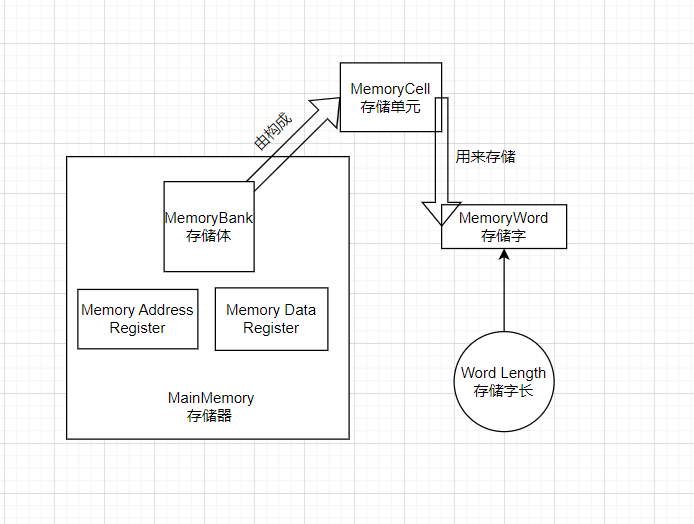 MemoryCell
存储单元
由构成
用来存储
MemoryBank
存储体
MemoryWord
存储字
Memory Address
Register
Memory Data
Register
Word Length
存储字长
MainMemory
存储器